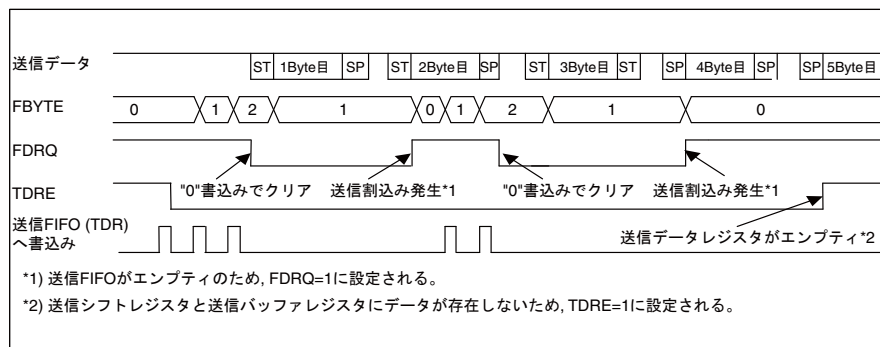 送信データ ST 1Byte目 SP ST 2Byte目 SP ST 3Byte目 ST SP 4Byte目 SP SP 5Byte目
FBYTE 0 1 2 1 0 1 2 1 0
FDRQ
"0"書込みでクリア 送信割込み発生*1 "0"書込みでクリア 送信割込み発生*1
TDRE
送信FIFO (TDR)
へ書込み
送信データレジスタがエンプティ*2
*1) 送信FIFOがエンプティのため, FDRQ=1に設定される。
*2) 送信シフトレジスタと送信バッファレジスタにデータが存在しないため, TDRE=1に設定される。